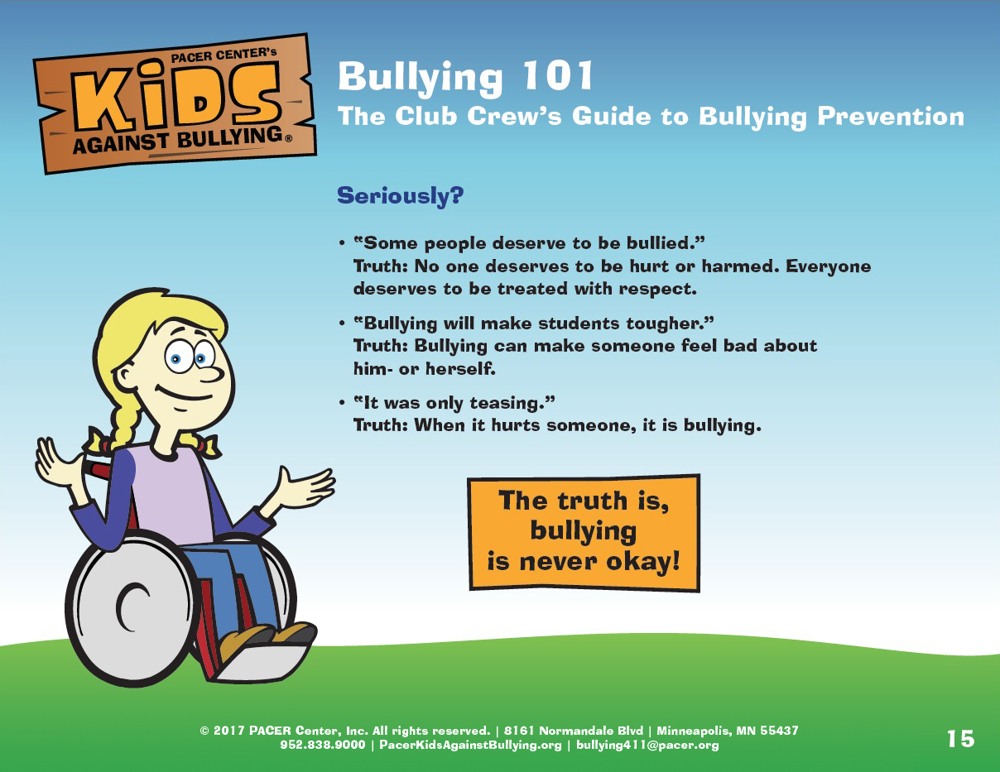 PACER CENTER's
KiDS
AGAINST BULLYING®
Bullying 101
The Club Crew's Guide to Bullying Prevention
Seriously?
• “Some people deserve to be bullied.”
Truth: No one deserves to be hurt or harmed. Everyone
deserves to be treated with respect.
• “Bullying will make students tougher.”
Truth: Bullying can make someone feel bad about
him- or herself.
• “It was only teasing.”
Truth: When it hurts someone, it is bullying.
The truth is,
bullying
is never okay!
© 2017 PACER Center, Inc. All rights reserved. | 8161 Normandale Blvd | Minneapolis, MN 55437
952.838.9000 | PacerKidsAgainstBullying.org | bullying411@pacer.org
15